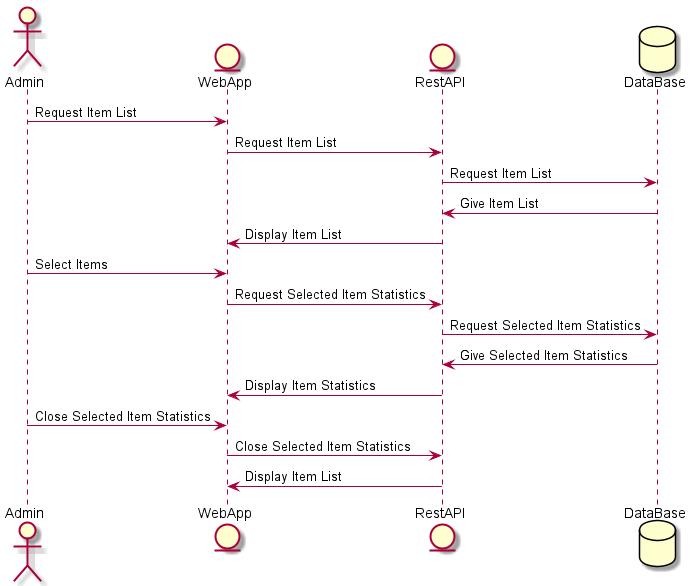 Admin
WebApp
RestAPI
DataBase
Request Item List
Request Item List
Request Item List
Give Item List
Display Item List
Select Items
Request Selected Item Statistics
Request Selected Item Statistics
Give Selected Item Statistics
Display Item Statistics
Close Selected Item Statistics
Close Selected Item Statistics
Display Item List
Admin
WebApp
RestAPI
DataBase